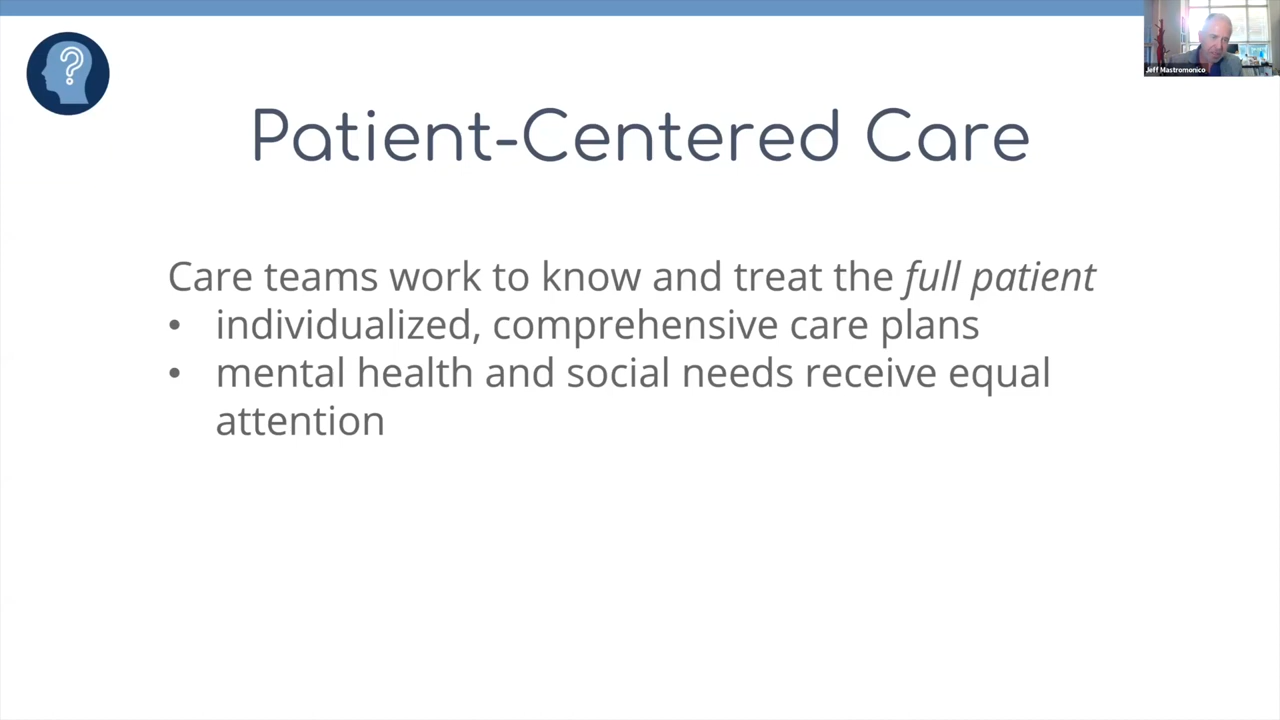 Jeff Mastromonico
Patient-Centered Care
Care teams work to know and treat the full patient
• individualized, comprehensive care plans
• mental health and social needs receive equal
attention